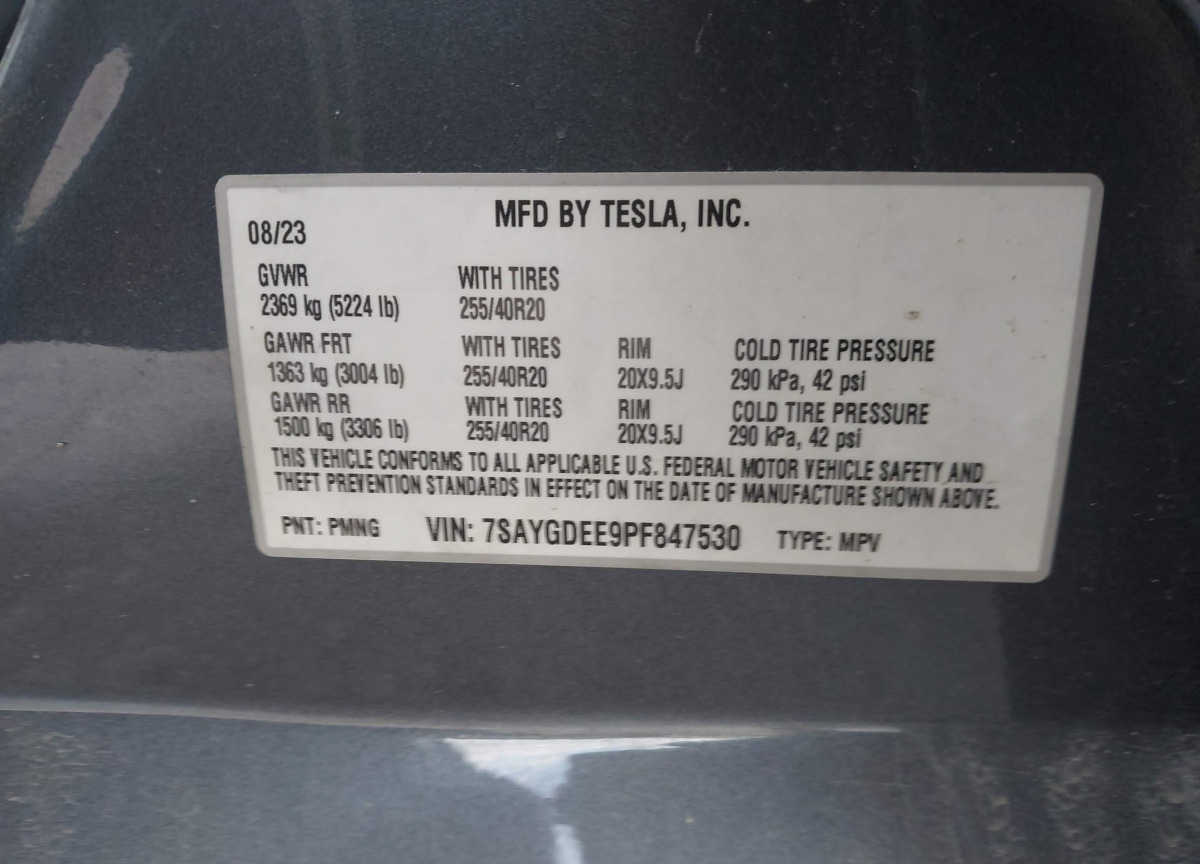 MFD BY TESLA, INC.
08/23
GVWR WITH TIRES
2369 kg (5224 lb) 255/40R20
GAWR FRT WITH TIRES RIM COLD TIRE PRESSURE
1363 kg (3004 lb) 255/40R20 20X9.5J 290 kPa, 42 psi
GAWR RR WITH TIRES RIM COLD TIRE PRESSURE
1500 kg (3306 lb) 255/40R20 20X9.5J 290 kPa, 42 psi
THIS VEHICLE CONFORMS TO ALL APPLICABLE U.S. FEDERAL MOTOR VEHICLE SAFETY AND
THEFT PREVENTION STANDARDS IN EFFECT ON THE DATE OF MANUFACTURE SHOWN ABOVE.
PNT: PMNG VIN: 7SAYGDEE9PF847530 TYPE: MPV